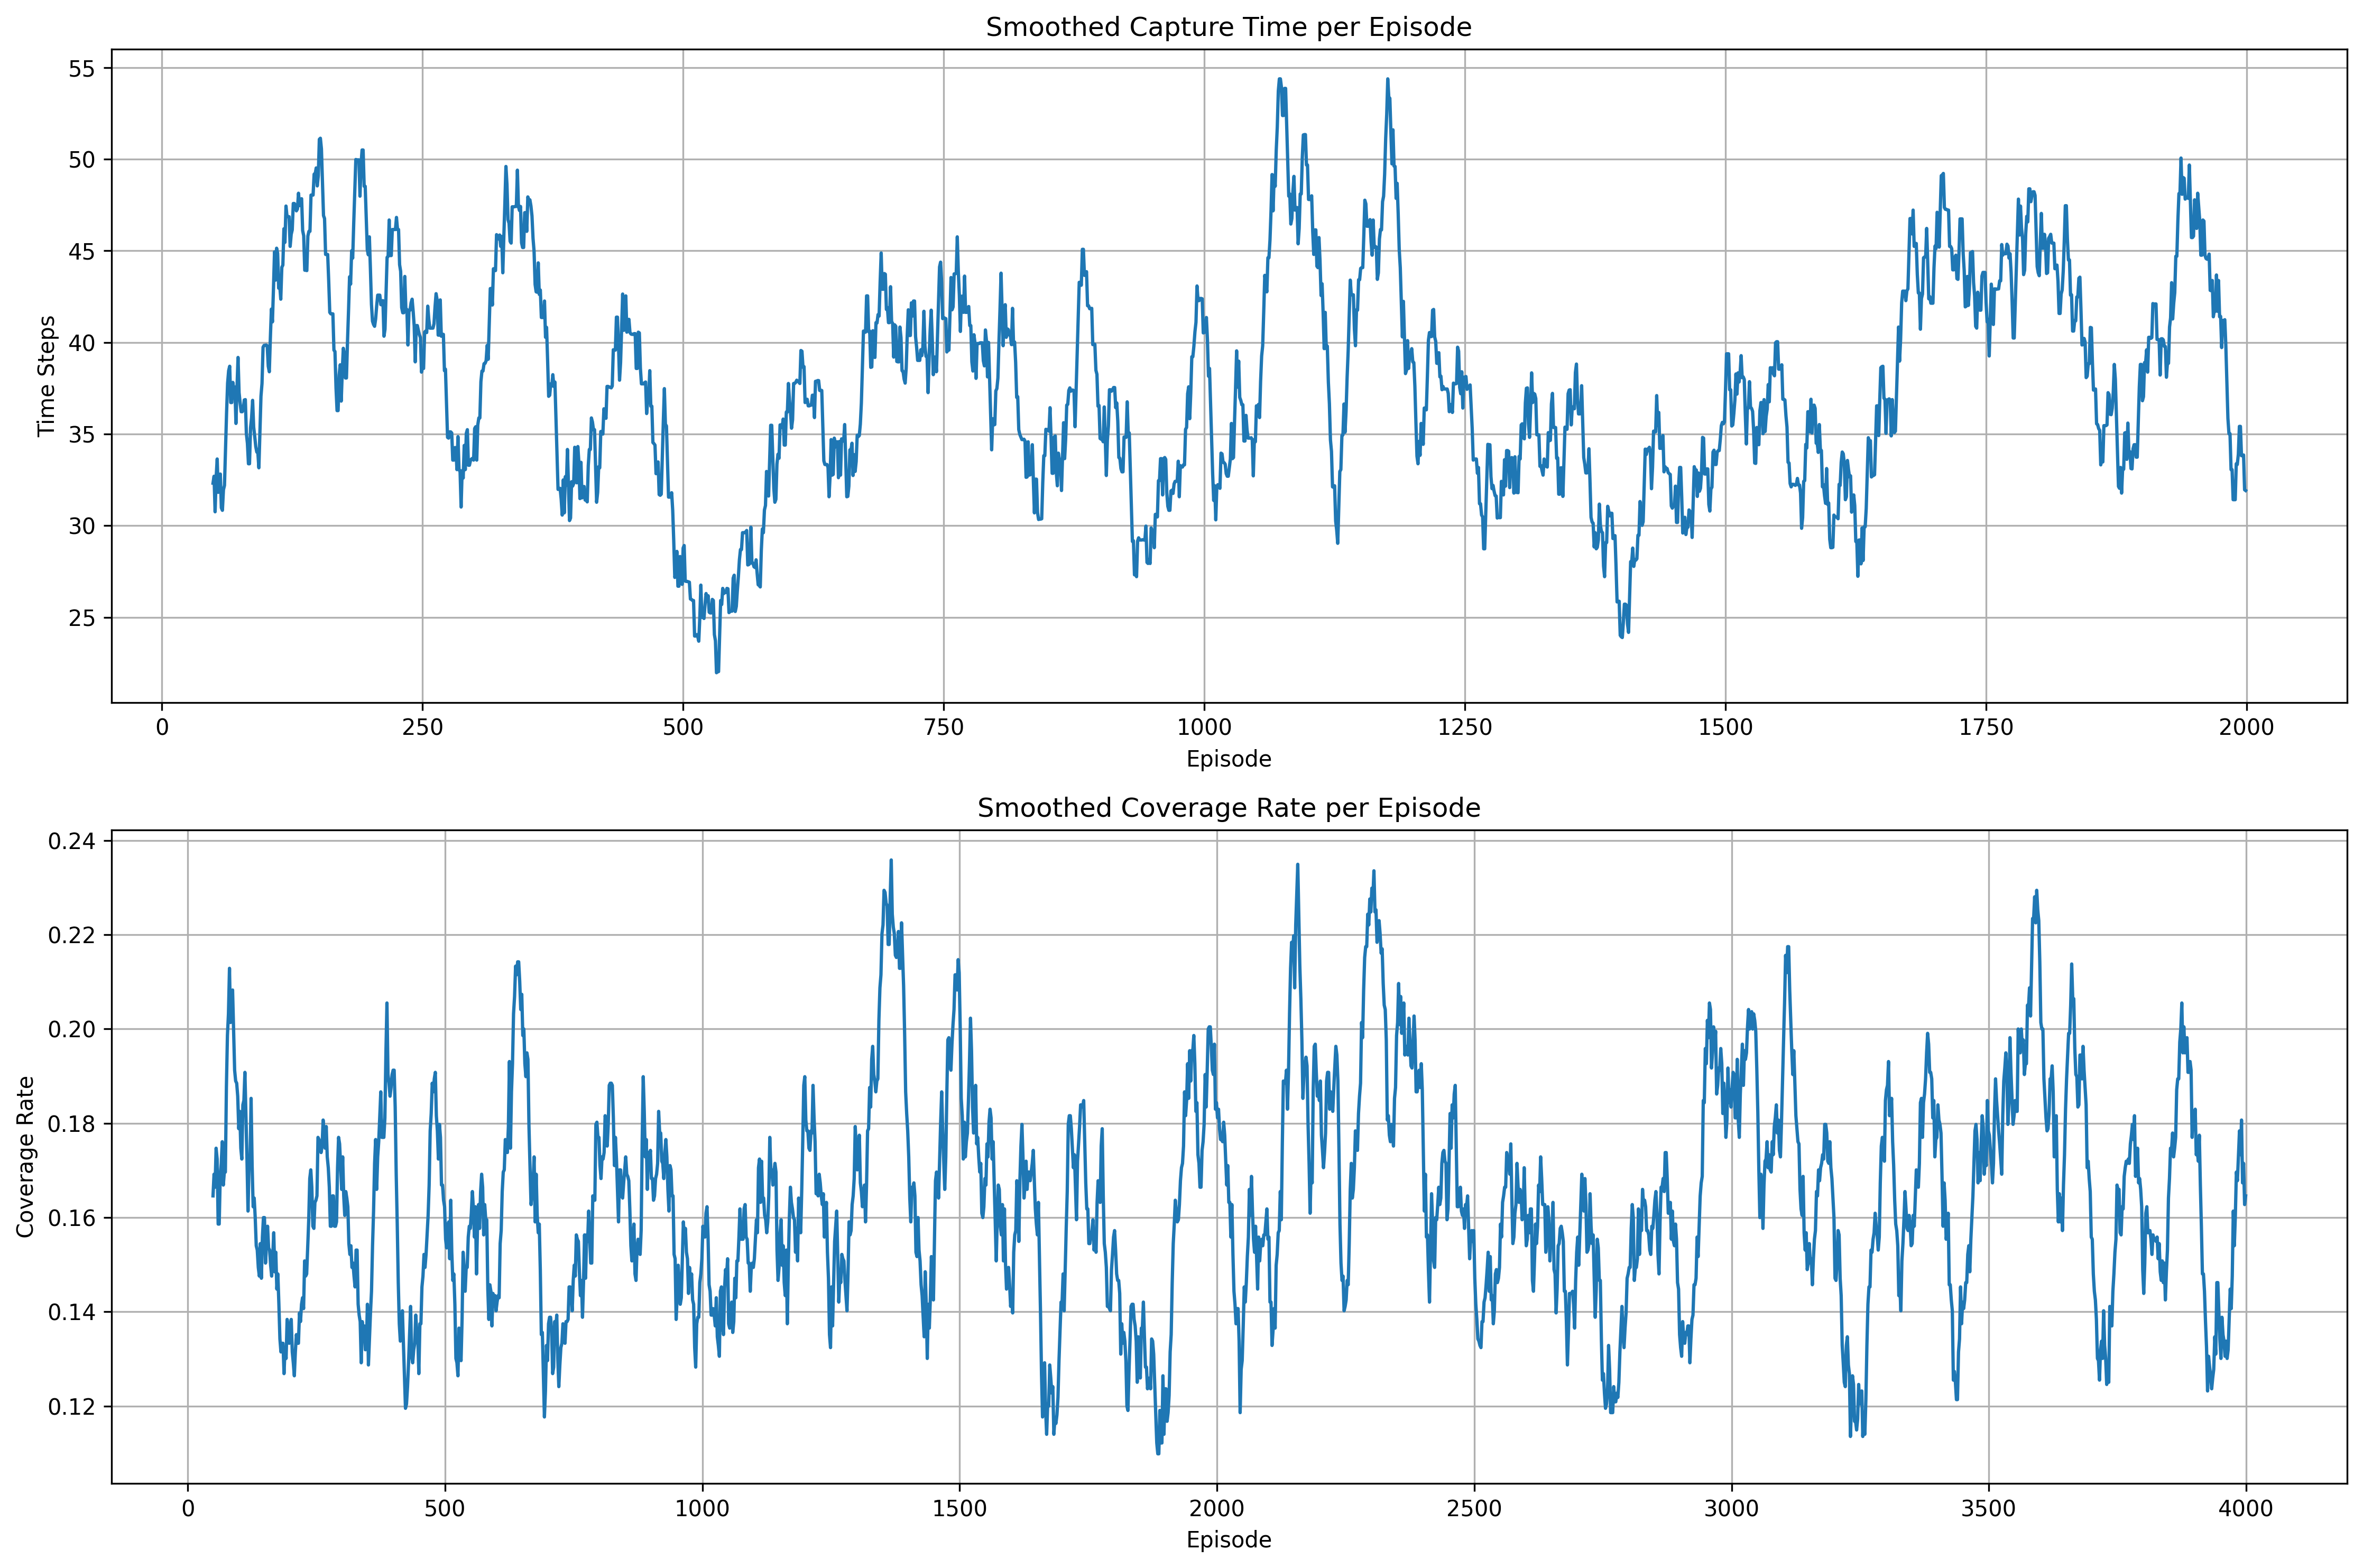 Smoothed Capture Time per Episode
55
50
45
40
35
30
25
Time Steps
0 250 500 750 1000 1250 1500 1750 2000
Episode
Smoothed Coverage Rate per Episode
0.24
0.22
0.20
0.18
0.16
0.14
0.12
Coverage Rate
0 500 1000 1500 2000 2500 3000 3500 4000
Episode